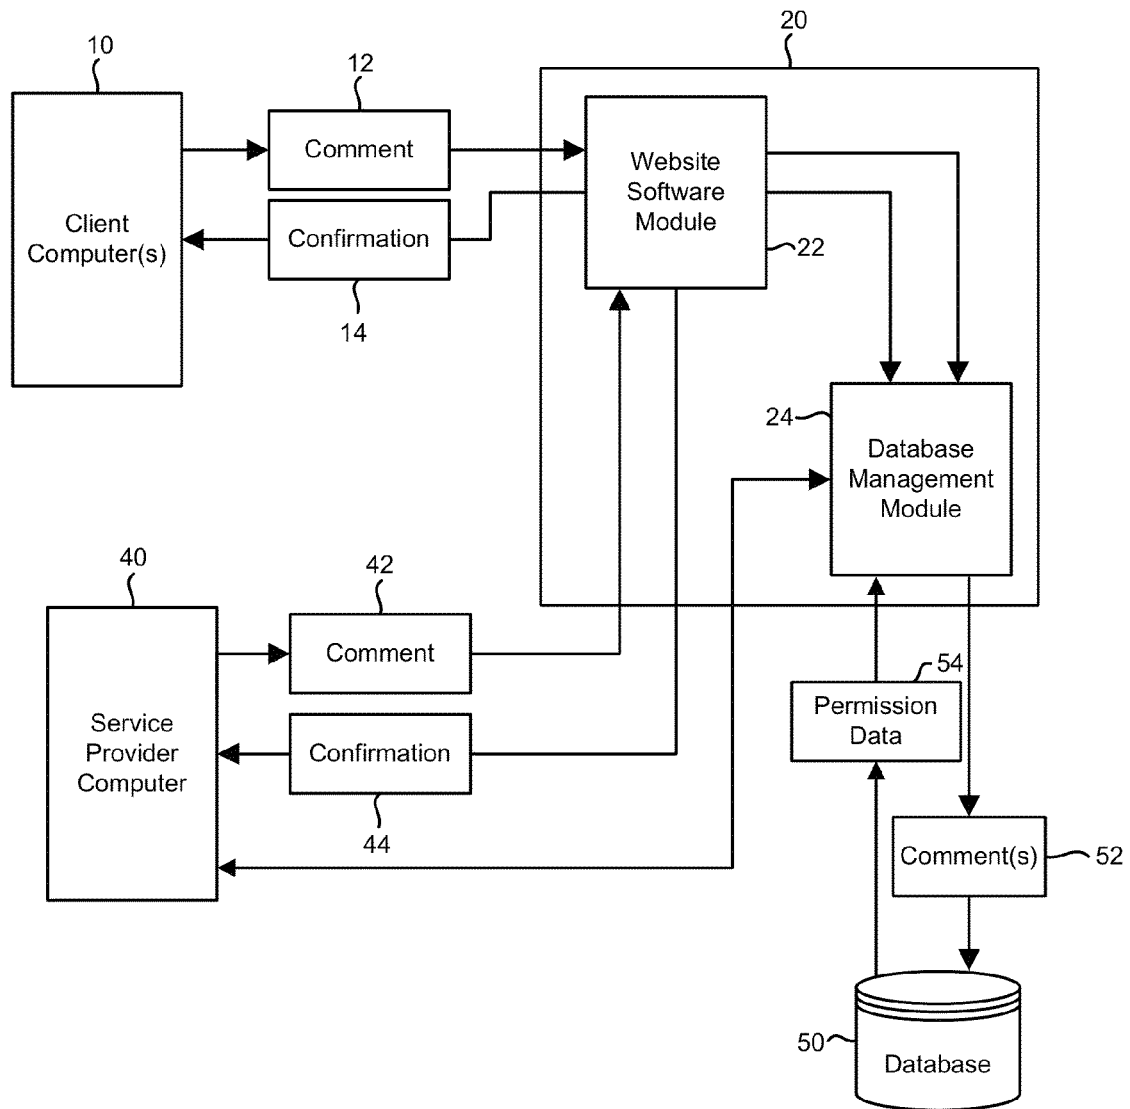 20
10
12
Comment
Website
Software
Module
22
Client
Computer(s)
Confirmation
14
24
Database
Management
Module
40
42
Comment
54
Permission
Data
Service
Provider
Computer
Confirmation
44
Comment(s)
52
50
Database